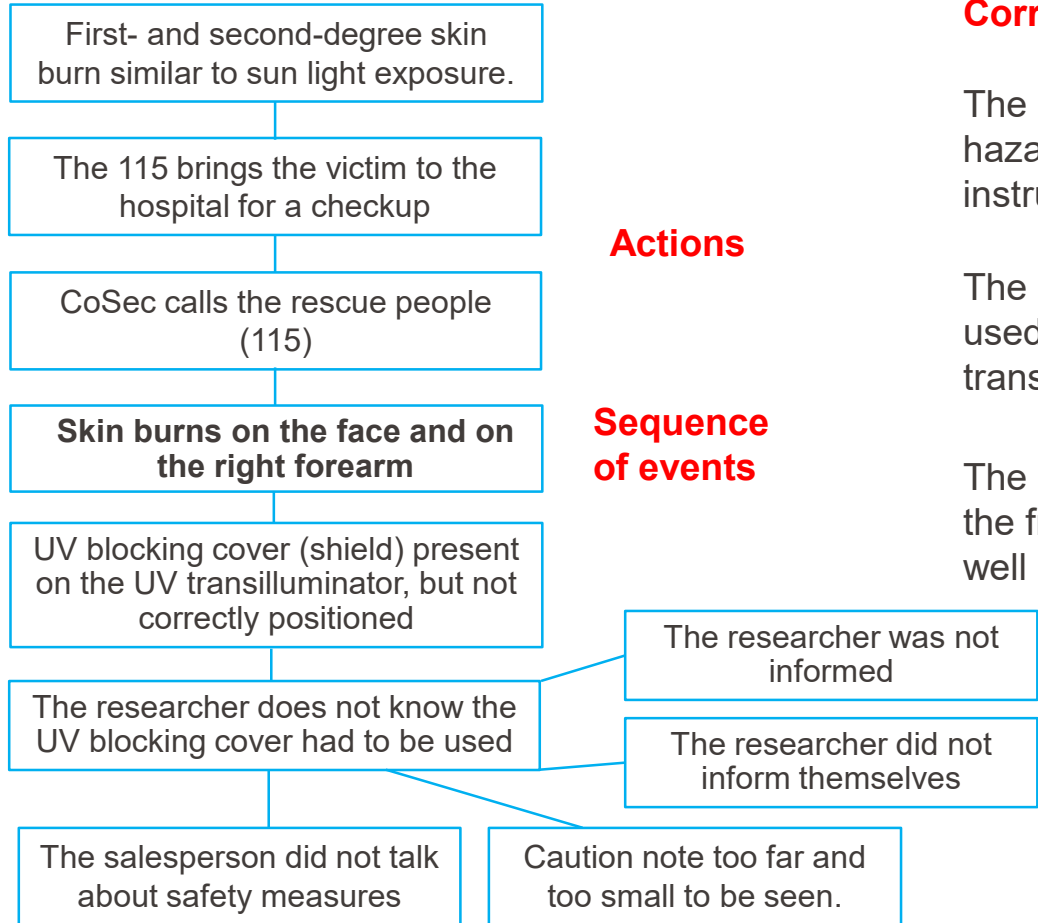 First- and second-degree skin
burn similar to sun light exposure.
The 115 brings the victim to the
hospital for a checkup
CoSec calls the rescue people
(115)
Skin burns on the face and on
the right forearm
UV blocking cover (shield) present
on the UV transilluminator, but not
correctly positioned
The researcher does not know the
UV blocking cover had to be used
The salesperson did not talk
about safety measures
Caution note too far and
too small to be seen.
The researcher was not
informed
The researcher did not
inform themselves
Actions
Sequence
of events
The
The
used
The
well